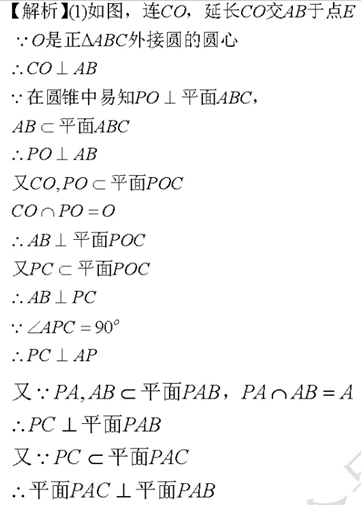 【解析】(1)如图，连CO，延长CO交AB于点E
∵O是正ΔABC外接圆的圆心
∴CO⊥AB
∵在圆锥中易知PO⊥平面ABC，
AB⊂平面ABC
∴PO⊥AB
又CO,PO⊂平面POC
CO∩PO=O
∴AB⊥平面POC
又PC⊂平面POC
∴AB⊥PC
∵∠APC=90°
∴PC⊥AP
又∵PA,AB⊂平面PAB，PA∩AB=A
∴PC⊥平面PAB
又∵PC⊂平面PAC
∴平面PAC⊥平面PAB